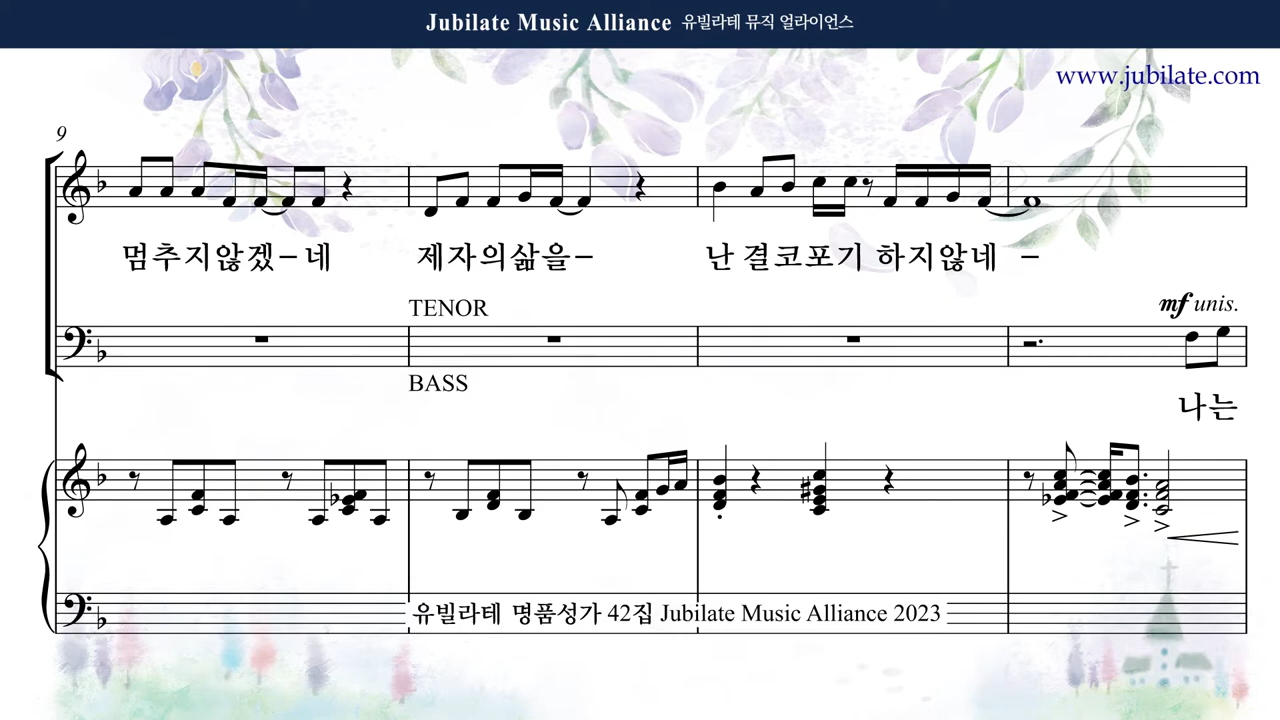 Jubilate Music Alliance 유빌라테 뮤직 얼라이언스
www.jubilate.com
9
멈추지않겠-네 제자의삶을- 난 결코포기 하지않네 -
TENOR
mf unis.
BASS
나는
유빌라테 명품성가 42집 Jubilate Music Alliance 2023